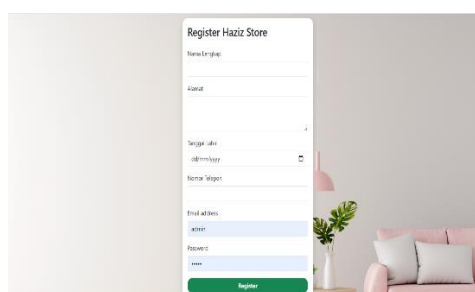 Register Haziz Store
Nama Lengkap
Alamat
Tanggal Lahir
dd/mm/yyyy
Nomor Telepon
Email address
admin
Password
•••••
Register